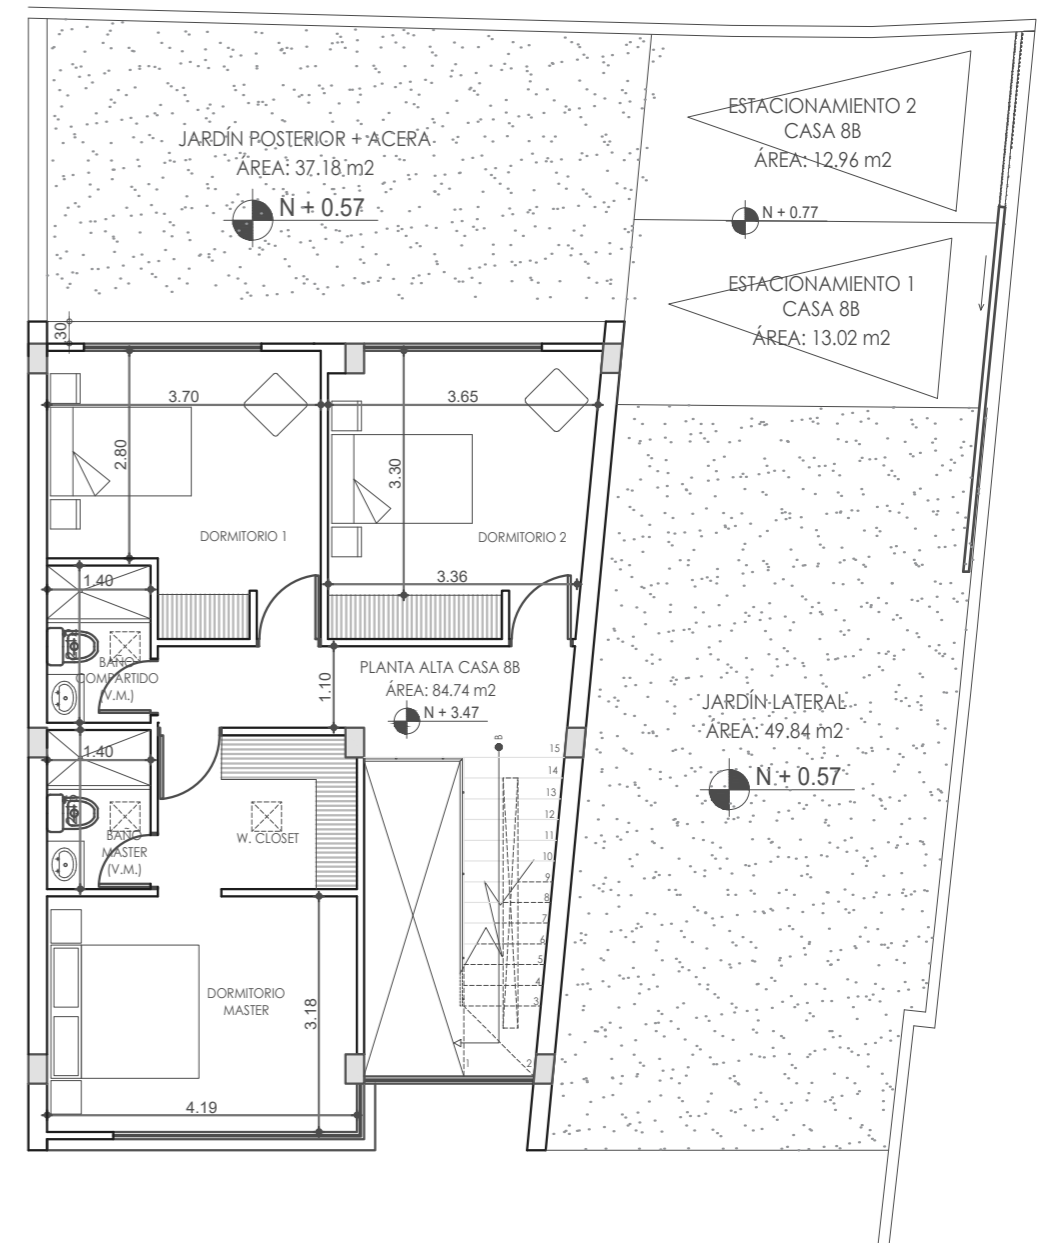 ESTACIONAMIENTO 2
CASA 8B
ÁREA: 12.96 m2
JARDÍN POSTERIOR + ACERA
ÁREA: 37.18 m2
N + 0.57
N + 0.77
ESTACIONAMIENTO 1
CASA 8B
ÁREA: 13.02 m2
30
3.70
3.65
2.80
3.30
DORMITORIO 1
DORMITORIO 2
1.40
3.36
BAÑO
COMPARTIDO
(V.M.)
1.10
PLANTA ALTA CASA 8B
ÁREA: 84.74 m2
N + 3.47
JARDÍN LATERAL
ÁREA: 49.84 m2
N + 0.57
1.40
BAÑO
MASTER
(V.M.)
W. CLOSET
B
15
14
13
12
11
10
9
8
7
6
5
4
3
2
1
DORMITORIO
MASTER
3.18
4.19